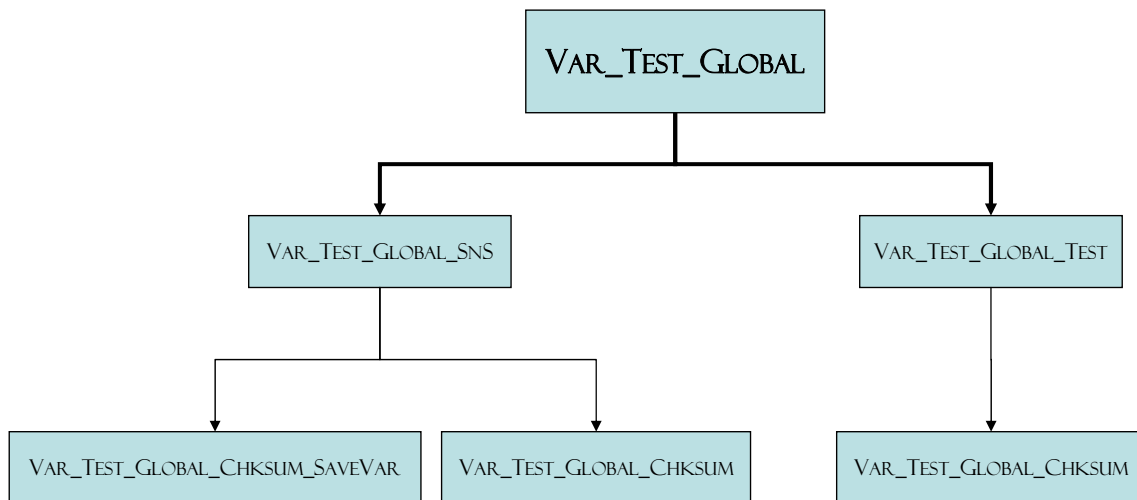 Var_Test_Global
Var_Test_Global_SnS
Var_Test_Global_Test
Var_Test_Global_Chksum_SaveVar
Var_Test_Global_Chksum
Var_Test_Global_Chksum